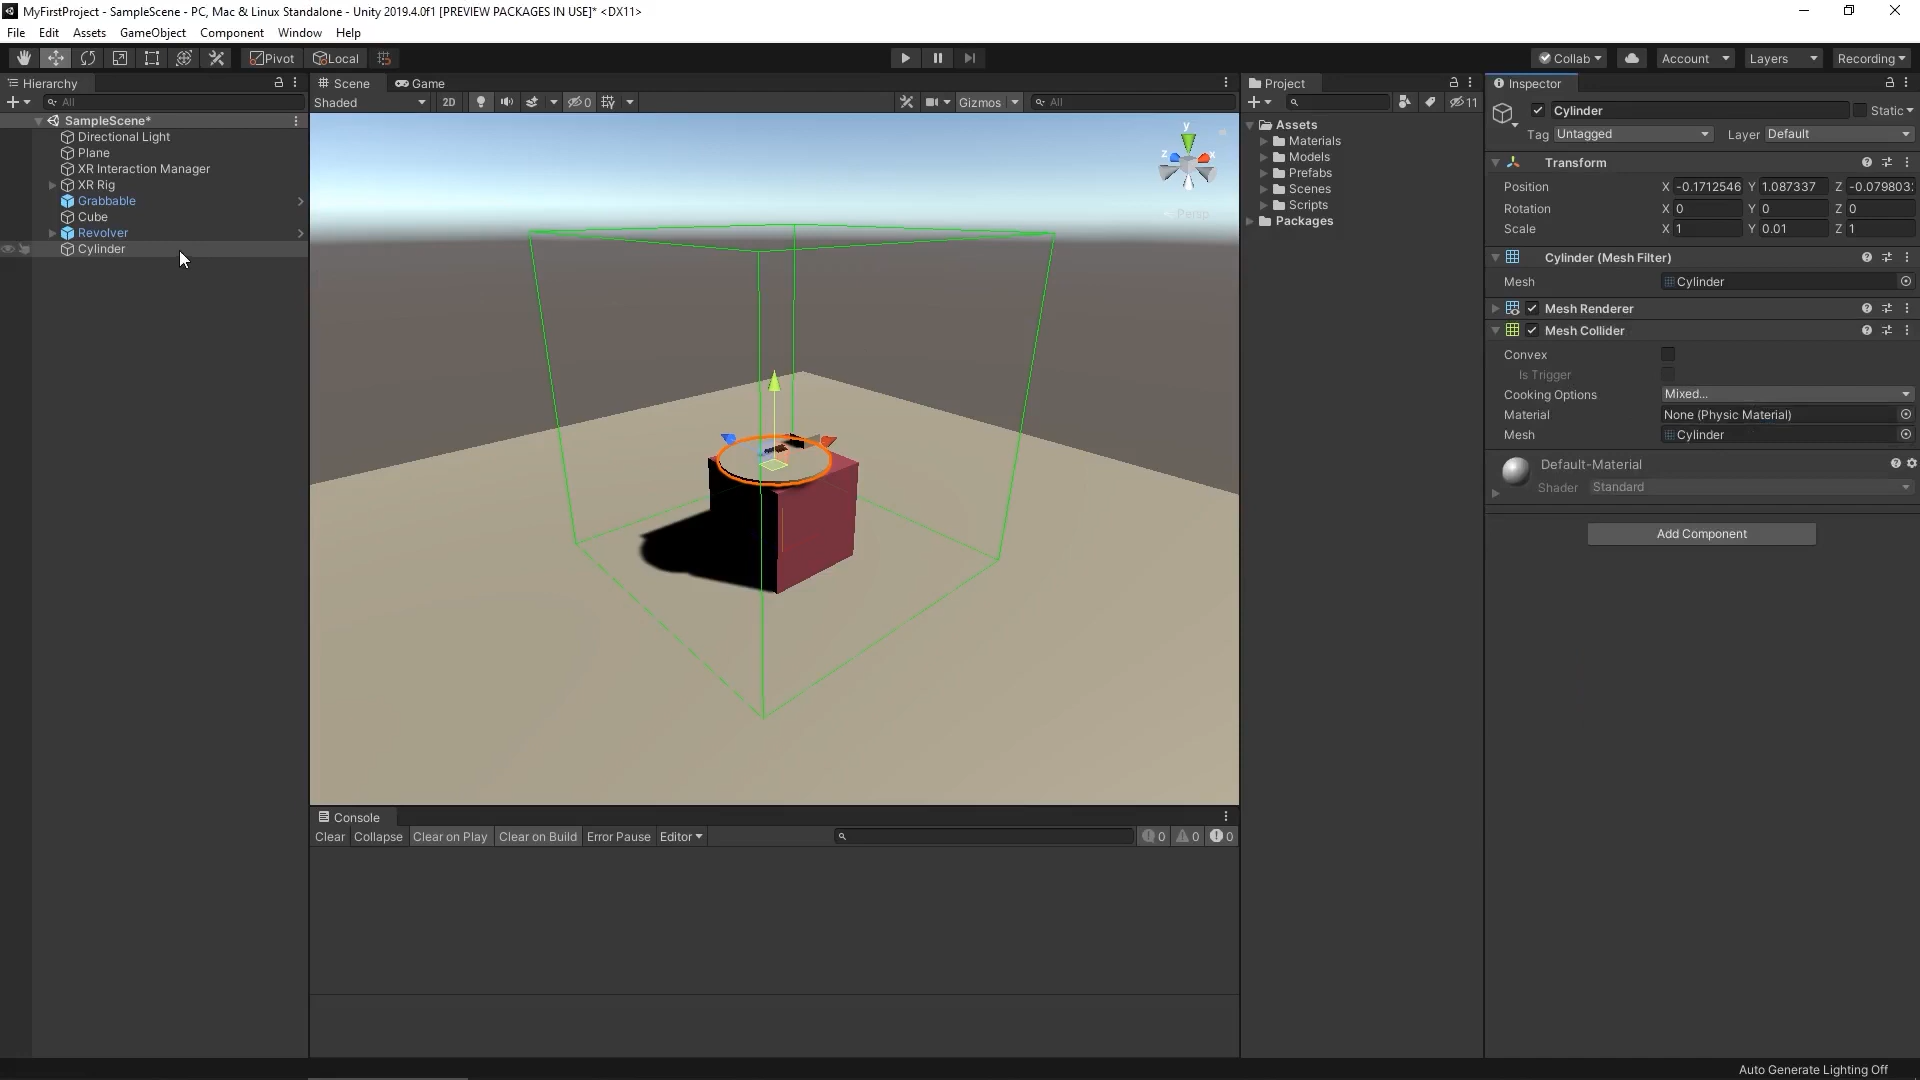 MyFirstProject - SampleScene - PC, Mac & Linux Standalone - Unity 2019.4.0f1 [PREVIEW PACKAGES IN USE]* <DX11>
File Edit Assets GameObject Component Window Help
Pivot Local Collab Account Layers Recording
Hierarchy
All
SampleScene*
Directional Light
Plane
XR Interaction Manager
XR Rig
Grabbable
Cube
Revolver
Cylinder
Scene Game
Shaded 2D 0 Gizmos All
y
z x
Persp
Console
Clear Collapse Clear on Play Clear on Build Error Pause Editor 0 0 0
Project
11
Assets
Materials
Models
Prefabs
Scenes
Scripts
Packages
Inspector
Cylinder Static
Tag Untagged Layer Default
Transform
Position X -0.1712546 Y 1.087337 Z -0.079803
Rotation X 0 Y 0 Z 0
Scale X 1 Y 0.01 Z 1
Cylinder (Mesh Filter)
Mesh Cylinder
Mesh Renderer
Mesh Collider
Convex
Is Trigger
Cooking Options Mixed...
Material None (Physic Material)
Mesh Cylinder
Default-Material
Shader Standard
Add Component
Auto Generate Lighting Off